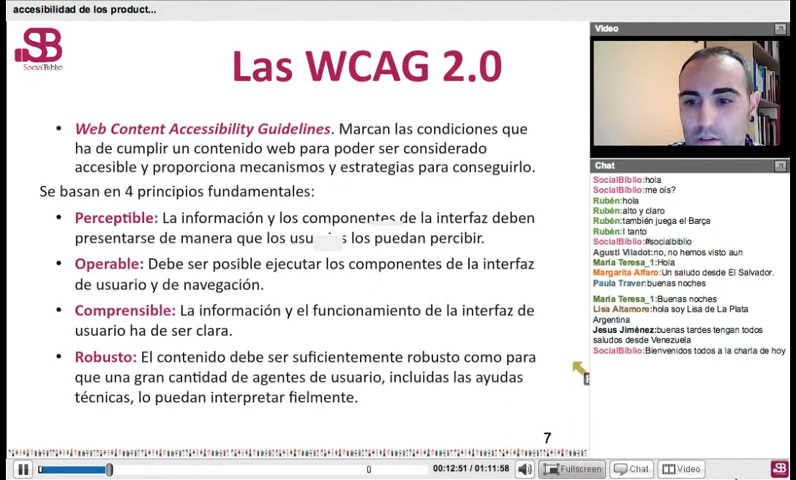 accesibilidad de los product...
SB
SocialBiblio
Las WCAG 2.0
• Web Content Accessibility Guidelines. Marcan las condiciones que
ha de cumplir un contenido web para poder ser considerado
accesible y proporciona mecanismos y estrategias para conseguirlo.
Se basan en 4 principios fundamentales:
• Perceptible: La información y los componentes de la interfaz deben
presentarse de manera que los los puedan percibir.
• Operable: Debe ser posible ejecutar los componentes de la interfaz
de usuario y de navegación.
• Comprensible: La información y el funcionamiento de la interfaz de
usuario ha de ser clara.
• Robusto: El contenido debe ser suficientemente robusto como para
que una gran cantidad de agentes de usuario, incluidas las ayudas
técnicas, lo puedan interpretar fielmente.
7
Video
Chat
SocialBiblio:hola
SocialBiblio:me ois?
Rubén:hola
Rubén:alto y claro
Rubén:también juega el Barça
Rubén:I tanto
SocialBiblio:#socialbiblio
Agustí Viladot:no, no hemos visto aun
María Teresa_1:Hola
Margarita Alfaro:Un saludo desde El Salvador.
Paula Traver:buenas noches
María Teresa_1:Buenas noches
Lisa Altamore:hola soy Lisa de La Plata
Argentina
Jesus Jiménez:buenas tardes tengan todos
saludos desde Venezuela
SocialBiblio:Bienvenidos todos a la charla de hoy
00:12:51 / 01:11:58
Fullscreen
Chat
Video
SB